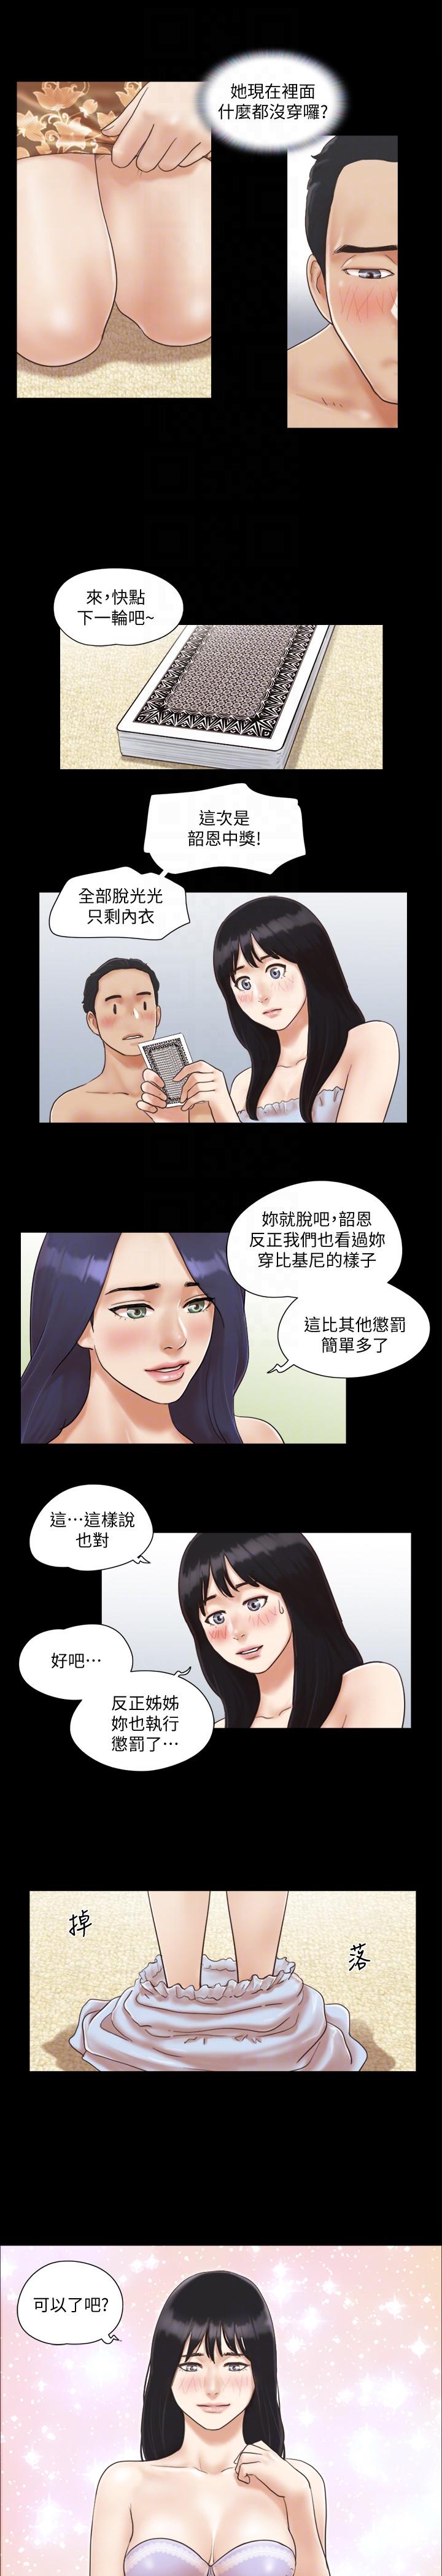 她現在裡面
什麼都沒穿囉?
來，快點
下一輪吧~
這次是
韶恩中獎!
全部脫光光
只剩內衣
妳就脫吧，韶恩
反正我們也看過妳
穿比基尼的樣子
這比其他懲罰
簡單多了
這…這樣說
也對
好吧…
反正姊姊
妳也執行
懲罰了…
掉
落
可以了吧?